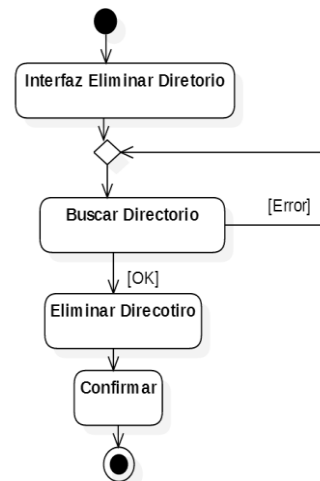 Interfaz Eliminar Diretorio
Buscar Directorio
[Error]
[OK]
Eliminar Direcotiro
Confirmar